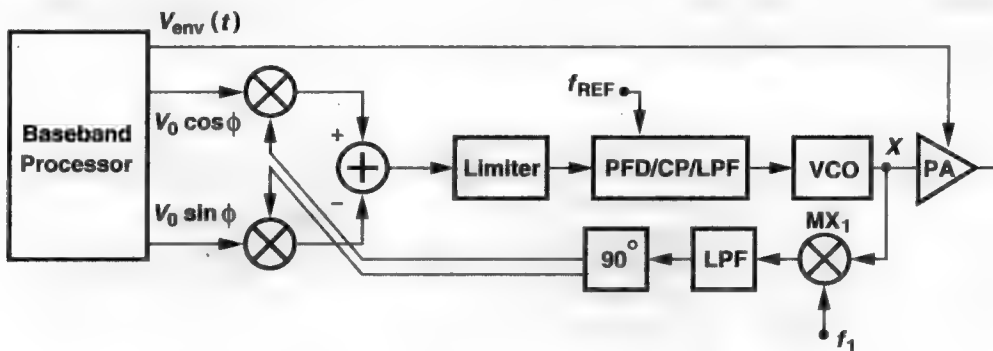 V_env (t)
Baseband
Processor
V_0 cos ϕ
V_0 sin ϕ
+
−
Limiter
f_REF
PFD/CP/LPF
VCO
X
PA
MX_1
LPF
90°
f_1